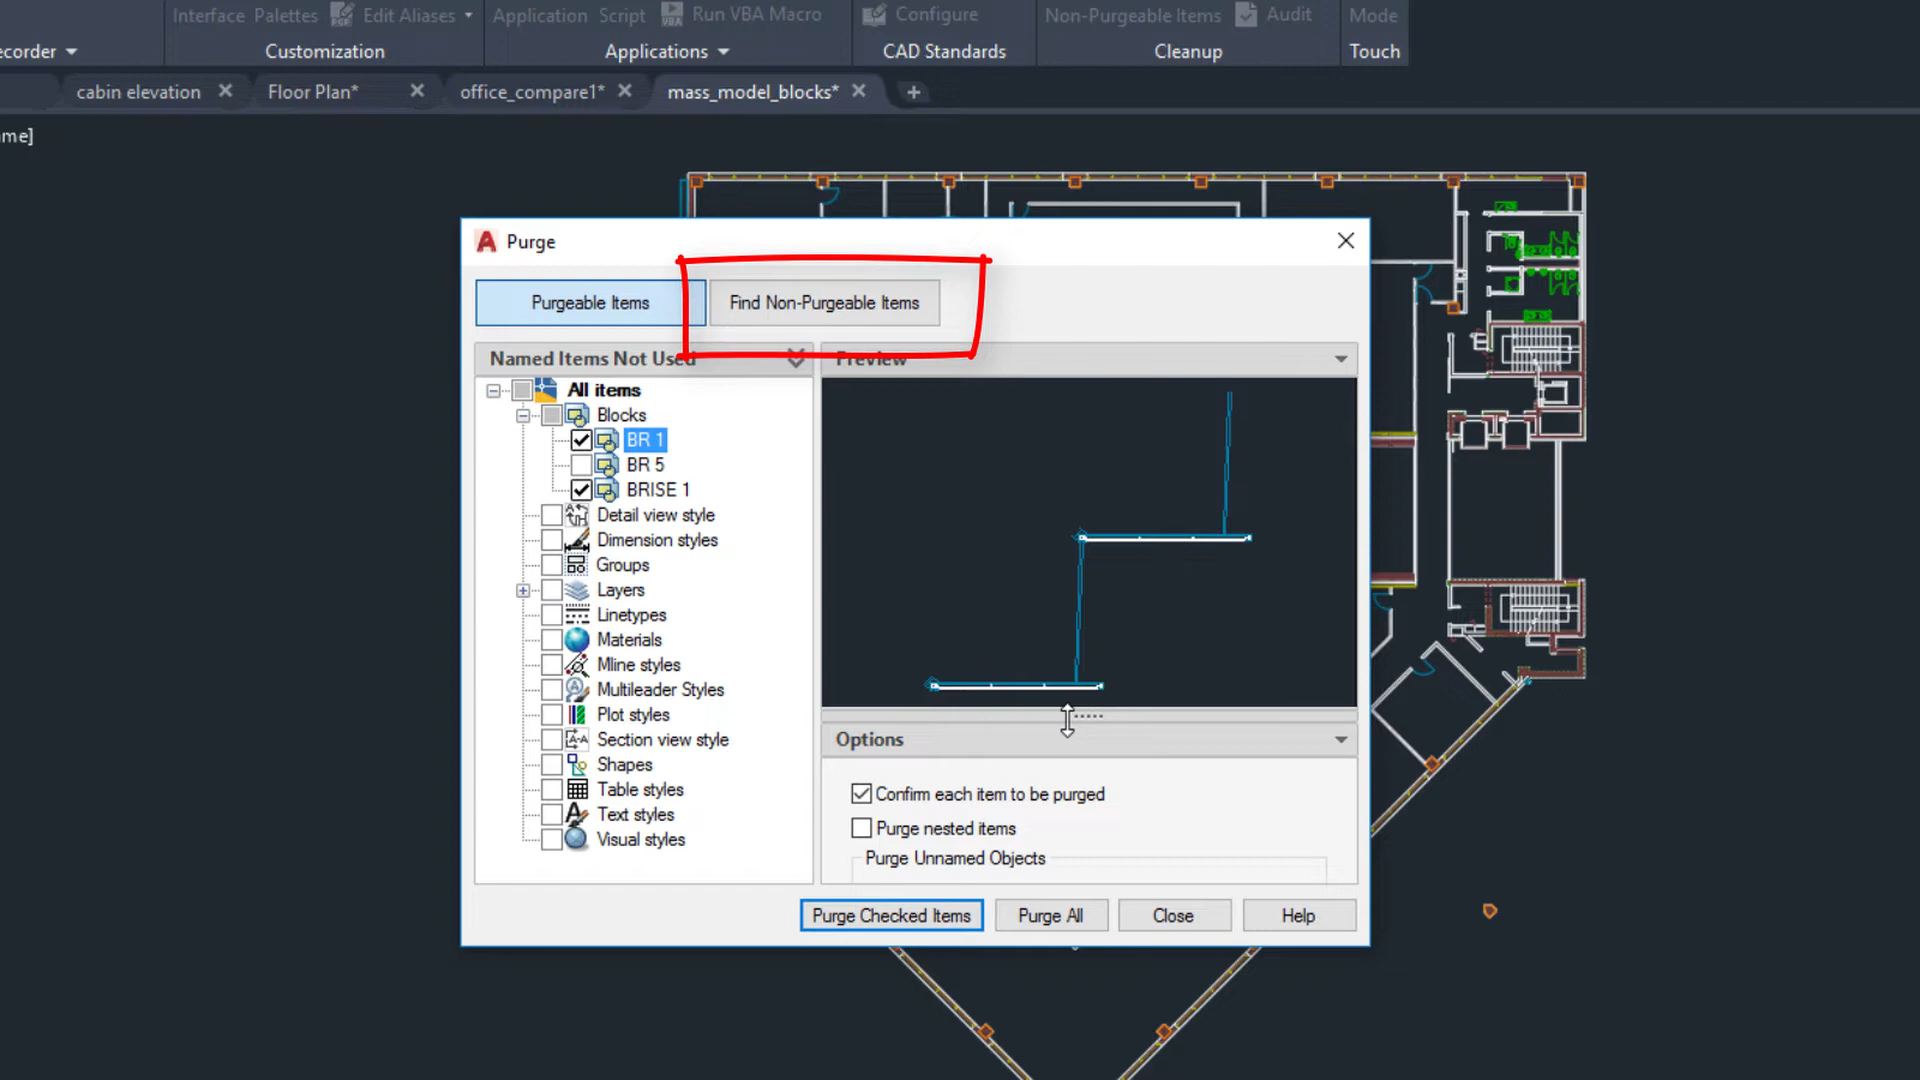 Interface Palettes Edit Aliases Application Script Run VBA Macro Configure Non-Purgeable Items Audit Mode
ecorder Customization Applications CAD Standards Cleanup Touch
cabin elevation Floor Plan* office_compare1* mass_model_blocks*
ame]
Purge
Purgeable Items Find Non-Purgeable Items
Named Items Not Used Preview
All items
Blocks
BR 1
BR 5
BRISE 1
Detail view style
Dimension styles
Groups
Layers
Linetypes
Materials
Mline styles
Multileader Styles
Plot styles
Section view style
Shapes
Table styles
Text styles
Visual styles
Options
Confirm each item to be purged
Purge nested items
Purge Unnamed Objects
Purge Checked Items Purge All Close Help